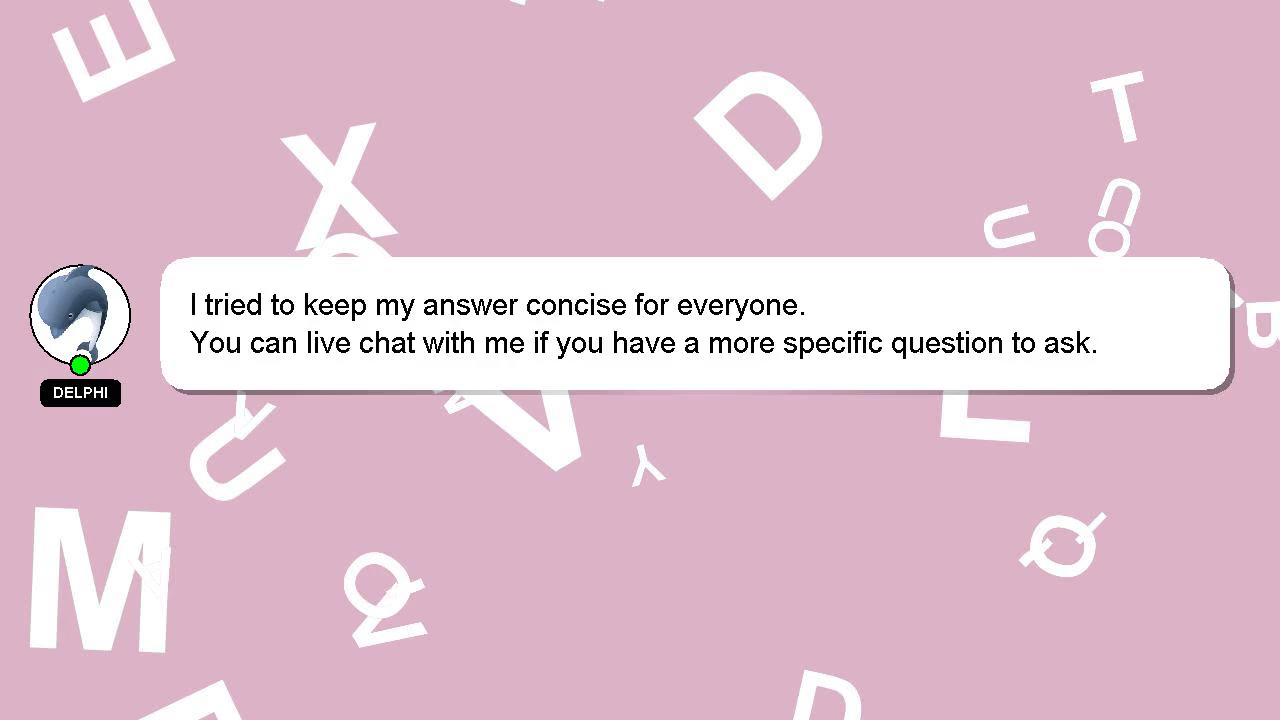 I tried to keep my answer concise for everyone.
You can live chat with me if you have a more specific question to ask.
DELPHI
E
X
D
T
U
U
O
R
V
Y
L
Y
U
M
A
Q
Z
Q
D